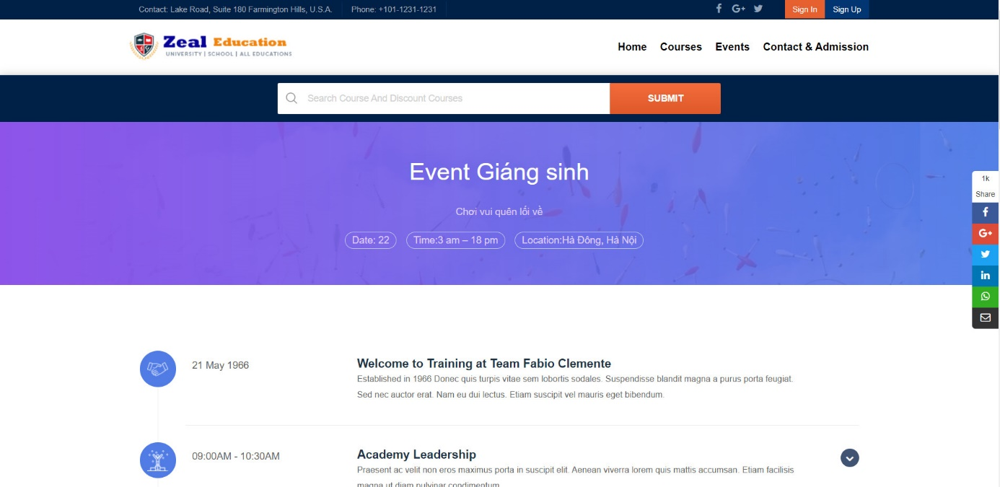 Contact: Lake Road, Suite 180 Farmington Hills, U.S.A. Phone: +101-1231-1231 Sign In Sign Up
Zeal Education
UNIVERSITY | SCHOOL | ALL EDUCATIONS
Home Courses Events Contact & Admission
Search Course And Discount Courses SUBMIT
Event Giáng sinh
Chơi vui quên lối về
Date: 22 Time:3 am – 18 pm Location:Hà Đông, Hà Nội
1k
Share
21 May 1966 Welcome to Training at Team Fabio Clemente
Established in 1966 Donec quis turpis vitae sem lobortis sodales. Suspendisse blandit magna a purus porta feugiat.
Sed nec auctor erat. Nam eu dui lectus. Etiam suscipit vel mauris eget bibendum.
09:00AM - 10:30AM Academy Leadership
Praesent ac velit non eros maximus porta in suscipit elit. Aenean viverra lorem quis mattis accumsan. Etiam facilisis
magna ut diam pulvinar condimentum.